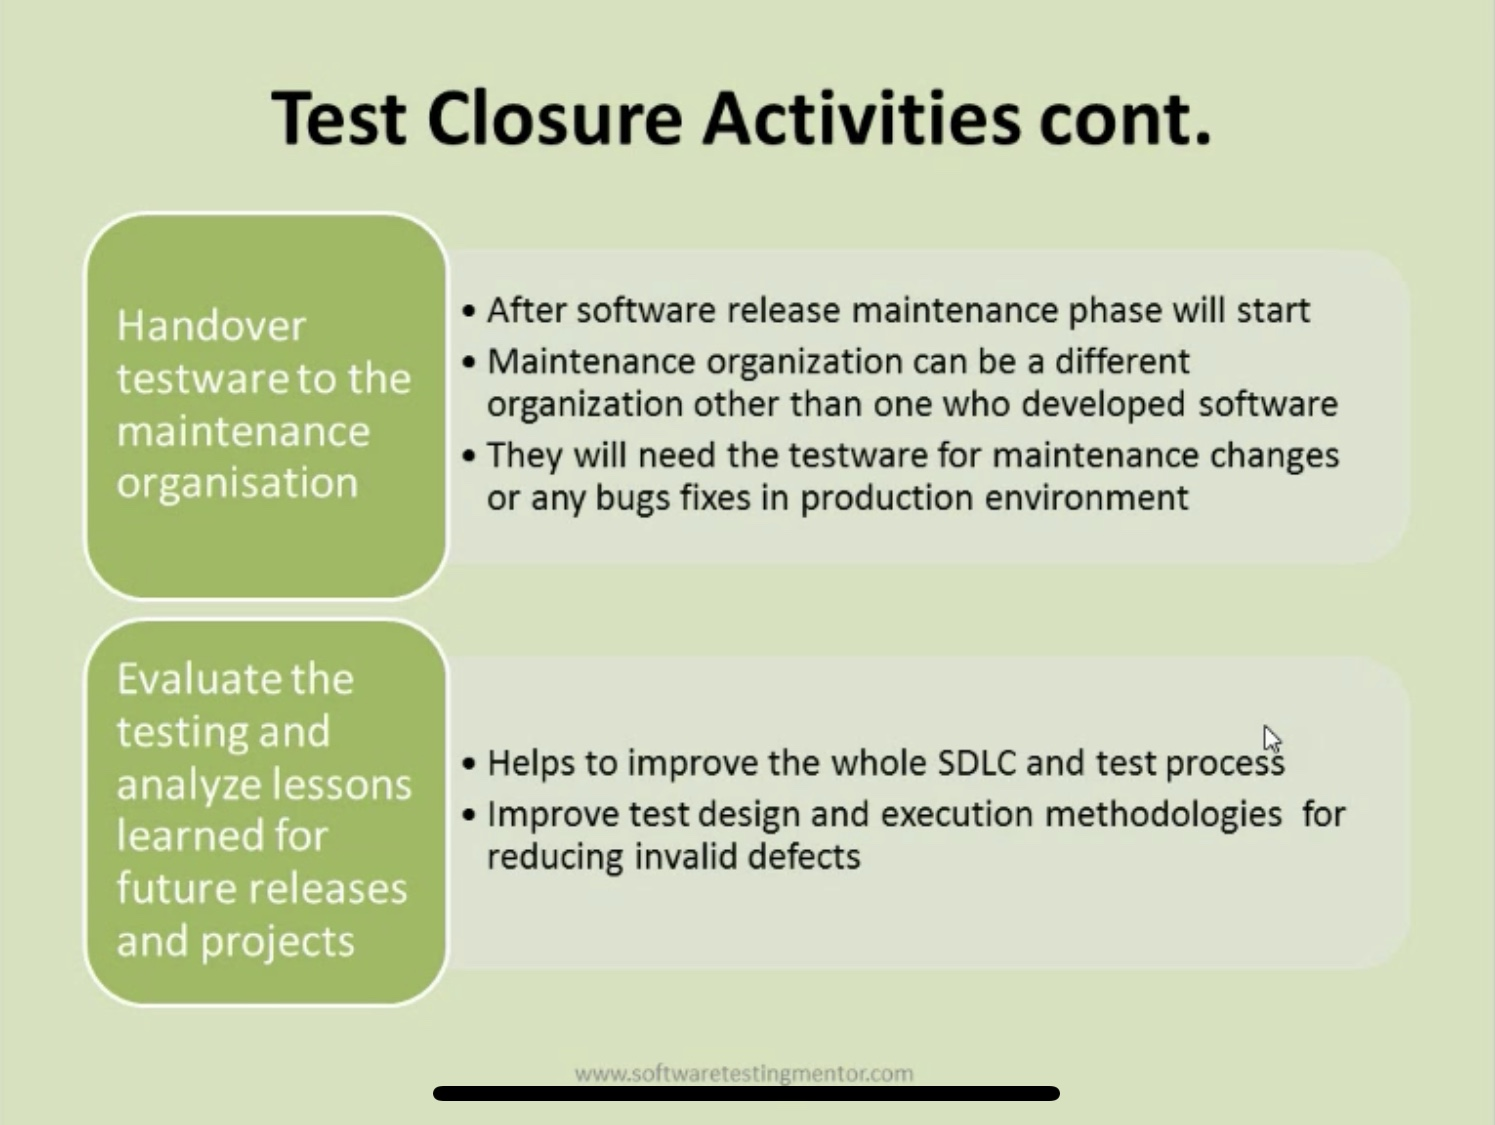 Test Closure Activities cont.
Handover
testware to the
maintenance
organisation
• After software release maintenance phase will start
• Maintenance organization can be a different
organization other than one who developed software
• They will need the testware for maintenance changes
or any bugs fixes in production environment
Evaluate the
testing and
analyze lessons
learned for
future releases
and projects
• Helps to improve the whole SDLC and test process
• Improve test design and execution methodologies for
reducing invalid defects
www.softwaretestingmentor.com